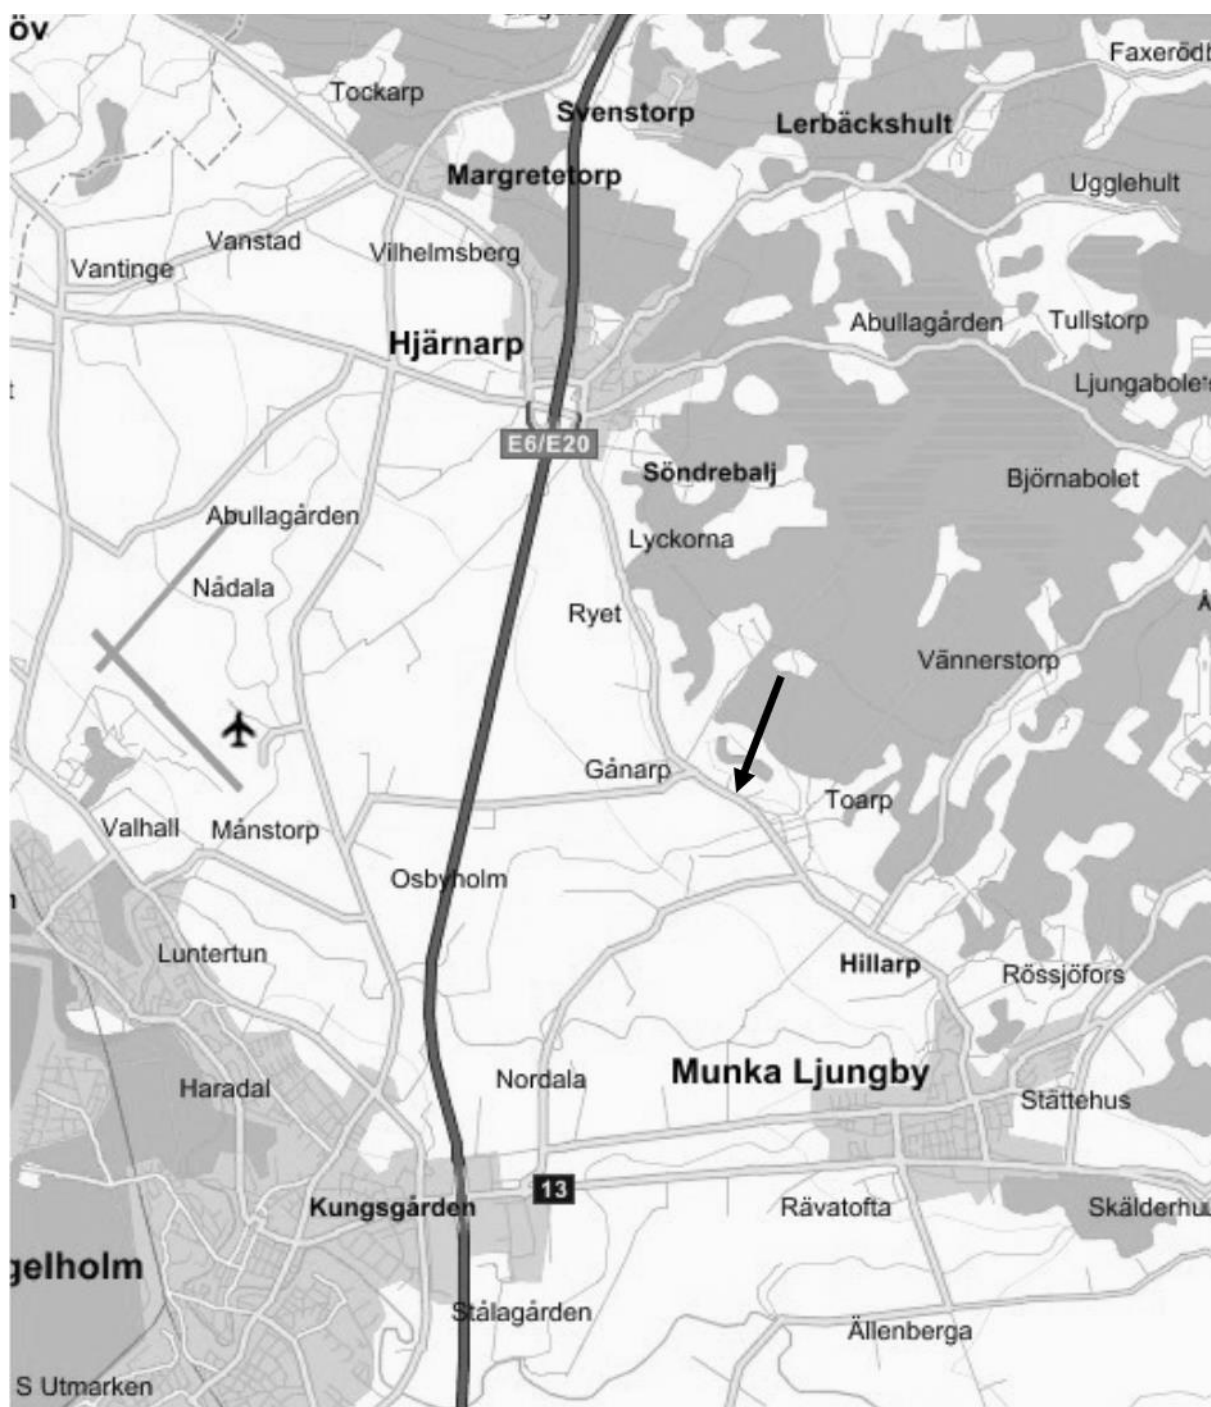 öv
Faxerödb
Tockarp
Svenstorp
Lerbäckshult
Margretetorp
Ugglehult
Vanstad
Vilhelmsberg
Vantinge
Abullagården
Tullstorp
Hjärnarp
Ljungabolet
E6/E20
Söndrebalj
Björnabolet
Abullagården
Lyckorna
Nådala
Ryet
Vännerstorp
Gånarp
Toarp
Valhall
Månstorp
Osbyholm
Luntertun
Hillarp
Rössjöfors
Nordala
Munka Ljungby
Haradal
Stättehus
13
Kungsgården
Rävatofta
Skälderhu
gelholm
Stålagården
Ällenberga
S Utmarken